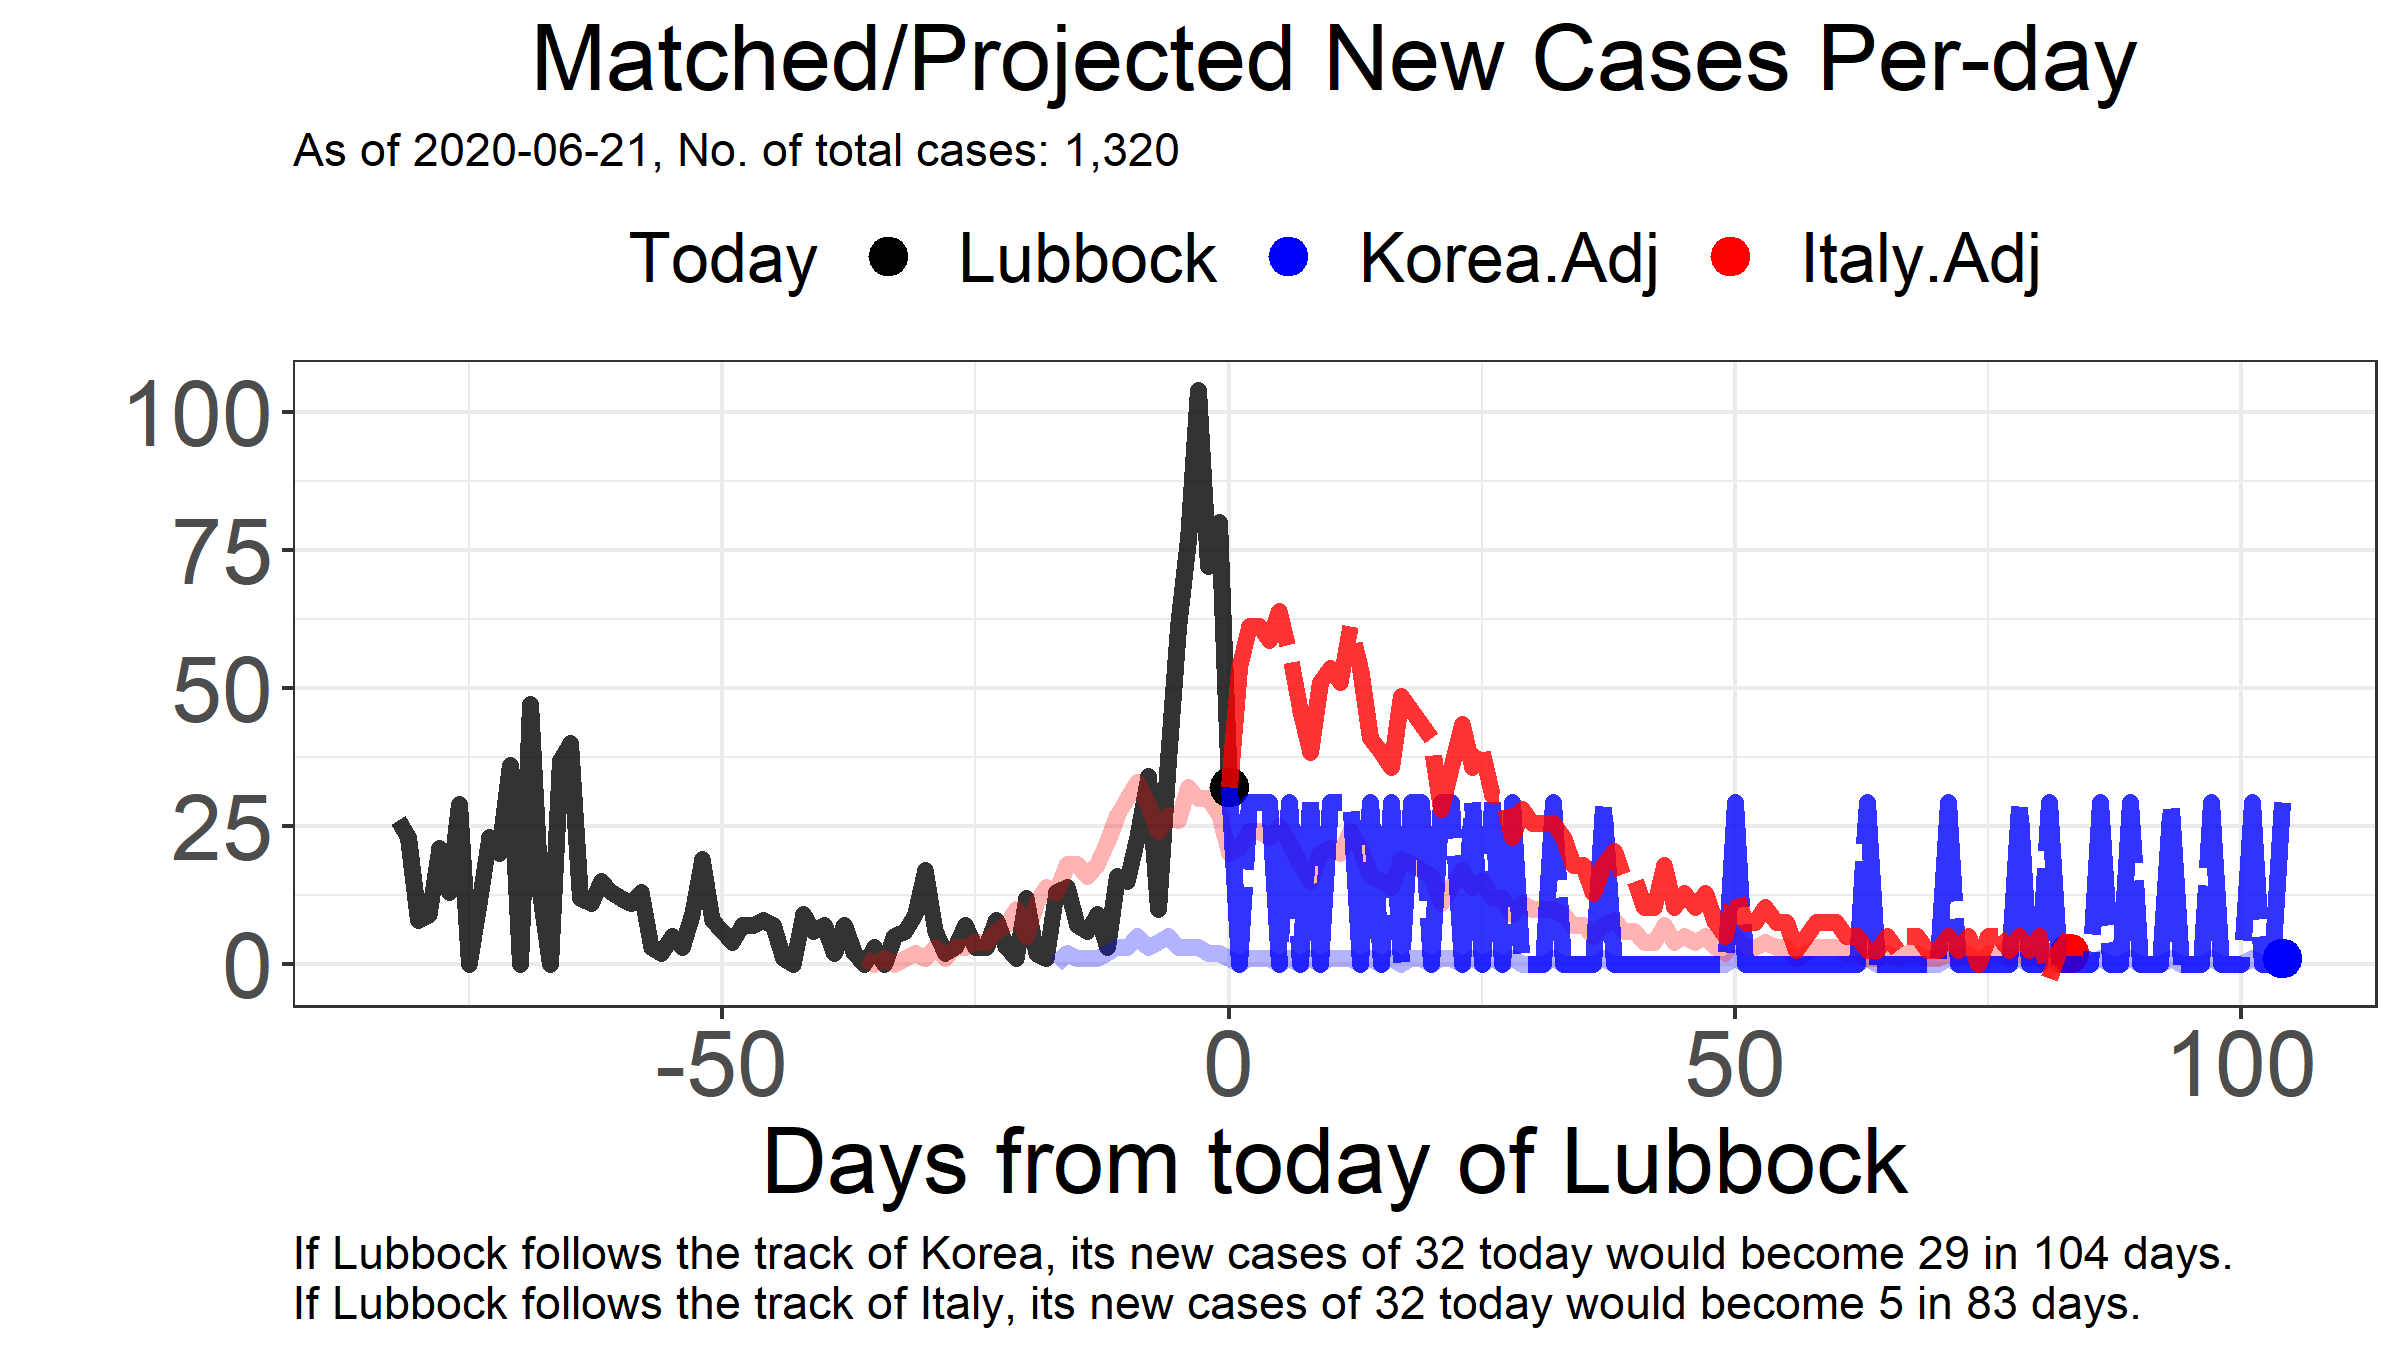 Matched/Projected New Cases Per-day
As of 2020-06-21, No. of total cases: 1,320
Today Lubbock Korea.Adj Italy.Adj
100
75
50
25
0
-50 0 50 100
Days from today of Lubbock
If Lubbock follows the track of Korea, its new cases of 32 today would become 29 in 104 days.
If Lubbock follows the track of Italy, its new cases of 32 today would become 5 in 83 days.